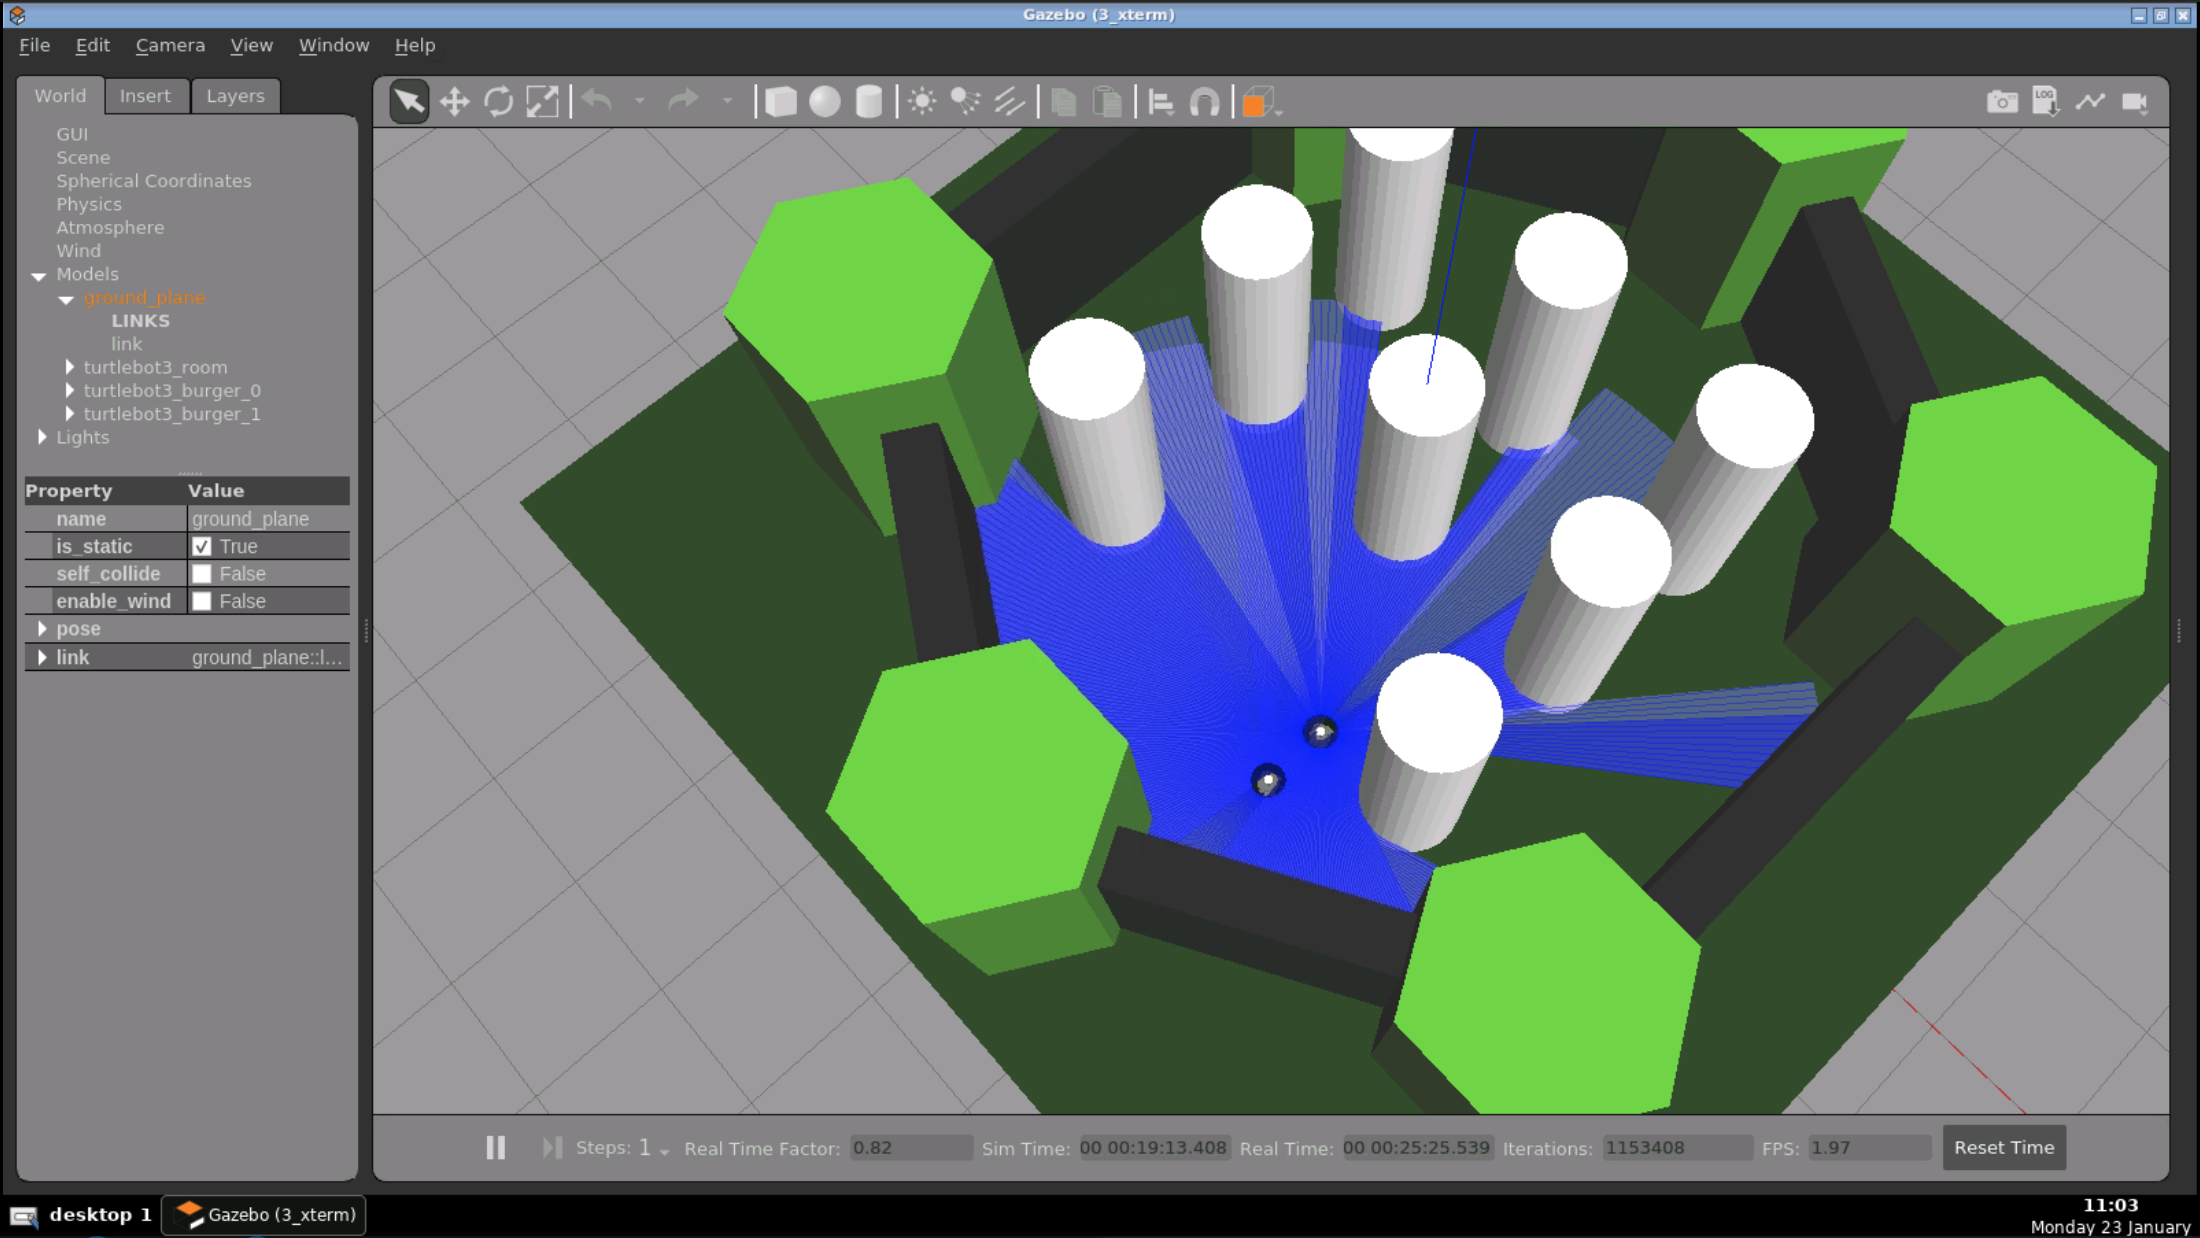 Gazebo (3_xterm)
File Edit Camera View Window Help
World Insert Layers
LOG
GUI
Scene
Spherical Coordinates
Physics
Atmosphere
Wind
Models
ground_plane
LINKS
link
turtlebot3_room
turtlebot3_burger_0
turtlebot3_burger_1
Lights
Property Value
name ground_plane
is_static True
self_collide False
enable_wind False
pose
link ground_plane::l...
Steps: 1 Real Time Factor: 0.82 Sim Time: 00 00:19:13.408 Real Time: 00 00:25:25.539 Iterations: 1153408 FPS: 1.97 Reset Time
desktop 1 Gazebo (3_xterm) 11:03
Monday 23 January